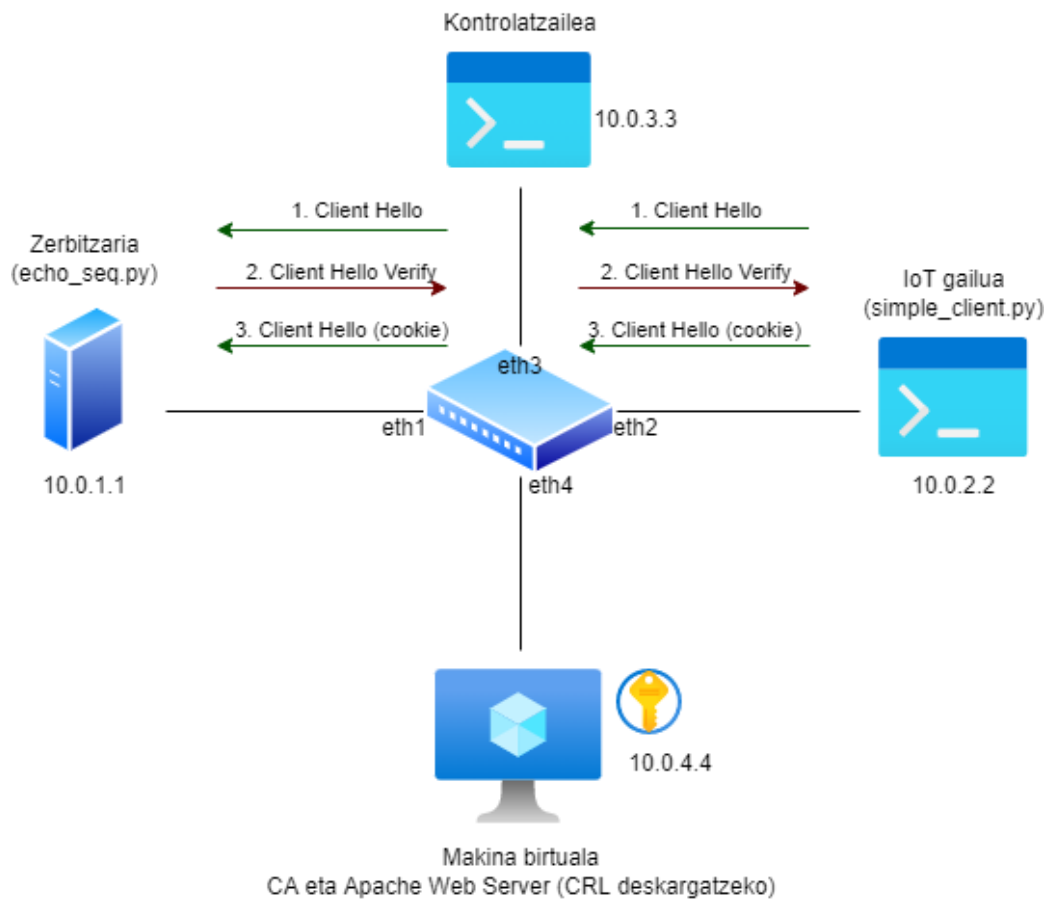 Kontrolatzailea
10.0.3.3
1. Client Hello
1. Client Hello
Zerbitzaria
(echo_seq.py)
2. Client Hello Verify
2. Client Hello Verify
IoT gailua
(simple_client.py)
3. Client Hello (cookie)
3. Client Hello (cookie)
eth3
eth1
eth2
10.0.1.1
eth4
10.0.2.2
10.0.4.4
Makina birtuala
CA eta Apache Web Server (CRL deskargatzeko)